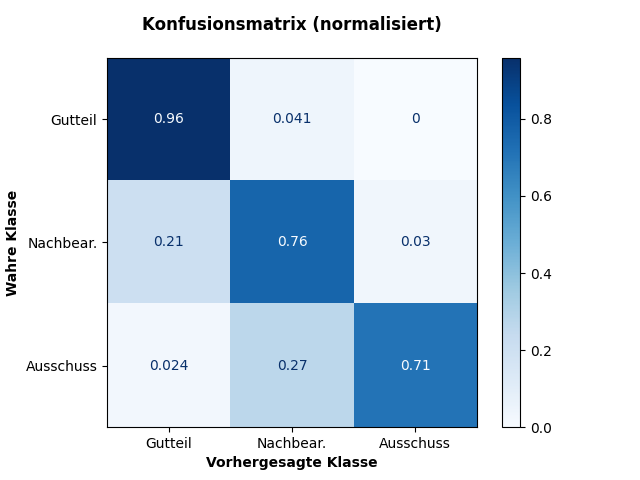 Konfusionsmatrix (normalisiert)
Wahre Klasse
Gutteil 0.96 0.041 0
Nachbear. 0.21 0.76 0.03
Ausschuss 0.024 0.27 0.71
Gutteil Nachbear. Ausschuss
Vorhergesagte Klasse
0.8
0.6
0.4
0.2
0.0